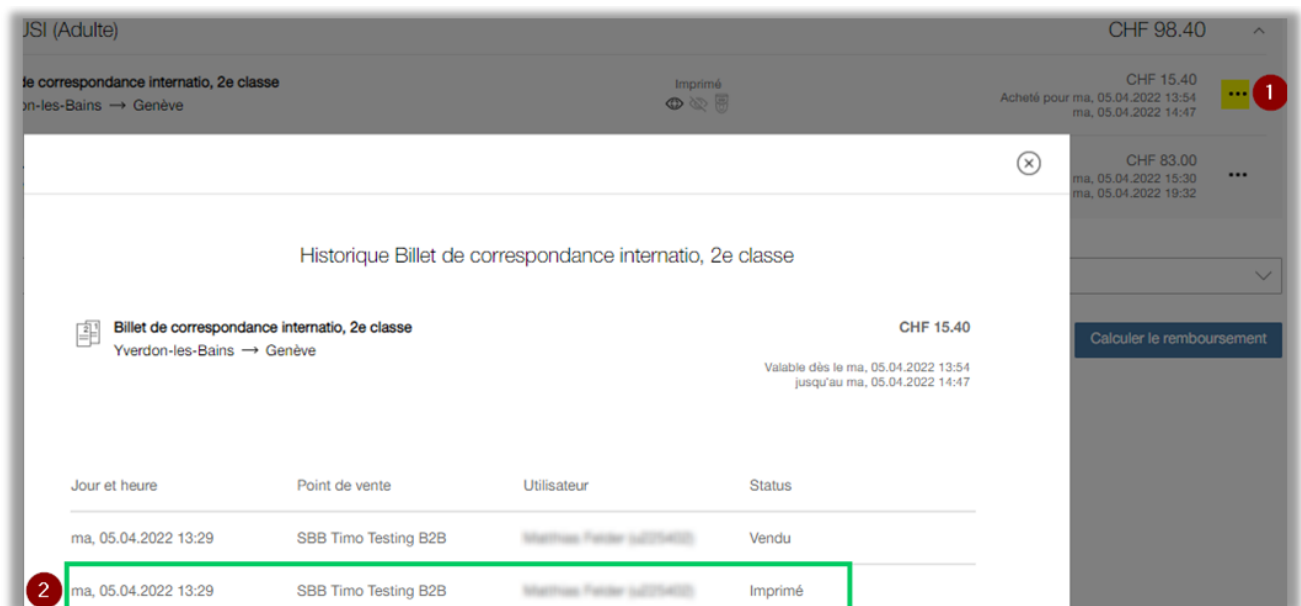 JSI (Adulte) CHF 98.40
de correspondance internatio, 2e classe Imprimé CHF 15.40
on-les-Bains → Genève Acheté pour ma, 05.04.2022 13:54
ma, 05.04.2022 14:47
1
CHF 83.00
ma, 05.04.2022 15:30
ma, 05.04.2022 19:32
Historique Billet de correspondance internatio, 2e classe
Billet de correspondance internatio, 2e classe CHF 15.40
Yverdon-les-Bains → Genève
Valable dès le ma, 05.04.2022 13:54
jusqu'au ma, 05.04.2022 14:47
Calculer le remboursement
Jour et heure Point de vente Utilisateur Status
ma, 05.04.2022 13:29 SBB Timo Testing B2B Vendu
2 ma, 05.04.2022 13:29 SBB Timo Testing B2B Imprimé